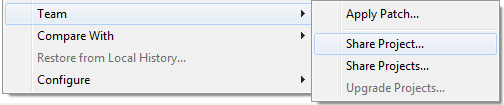 Team
Compare With
Restore from Local History...
Configure
Apply Patch...
Share Project...
Share Projects...
Upgrade Projects...